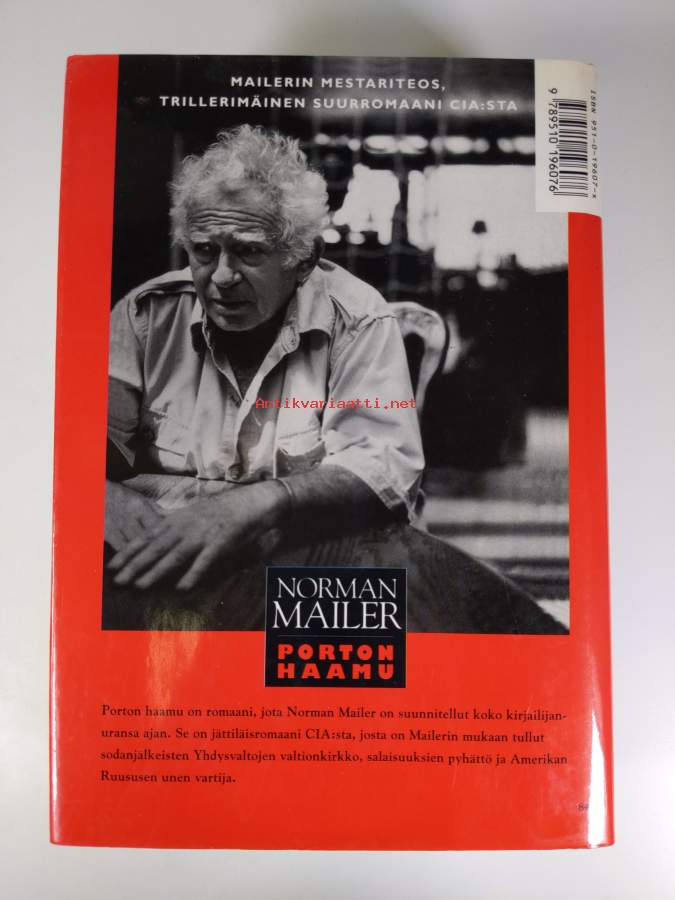 MAILERIN MESTARITEOS,
TRILLERIMÄINEN SUURROMAANI CIA:STA
ISBN 951-0-19607-X
9 789510 196076
Antikvariaatti.net
NORMAN
MAILER
PORTON
HAAMU
Porton haamu on romaani, jota Norman Mailer on suunnitellut koko kirjailijan-
uransa ajan. Se on jättiläisromaani CIA:sta, josta on Mailerin mukaan tullut
sodanjälkeisten Yhdysvaltojen valtionkirkko, salaisuuksien pyhättö ja Amerikan
Ruususen unen vartija.